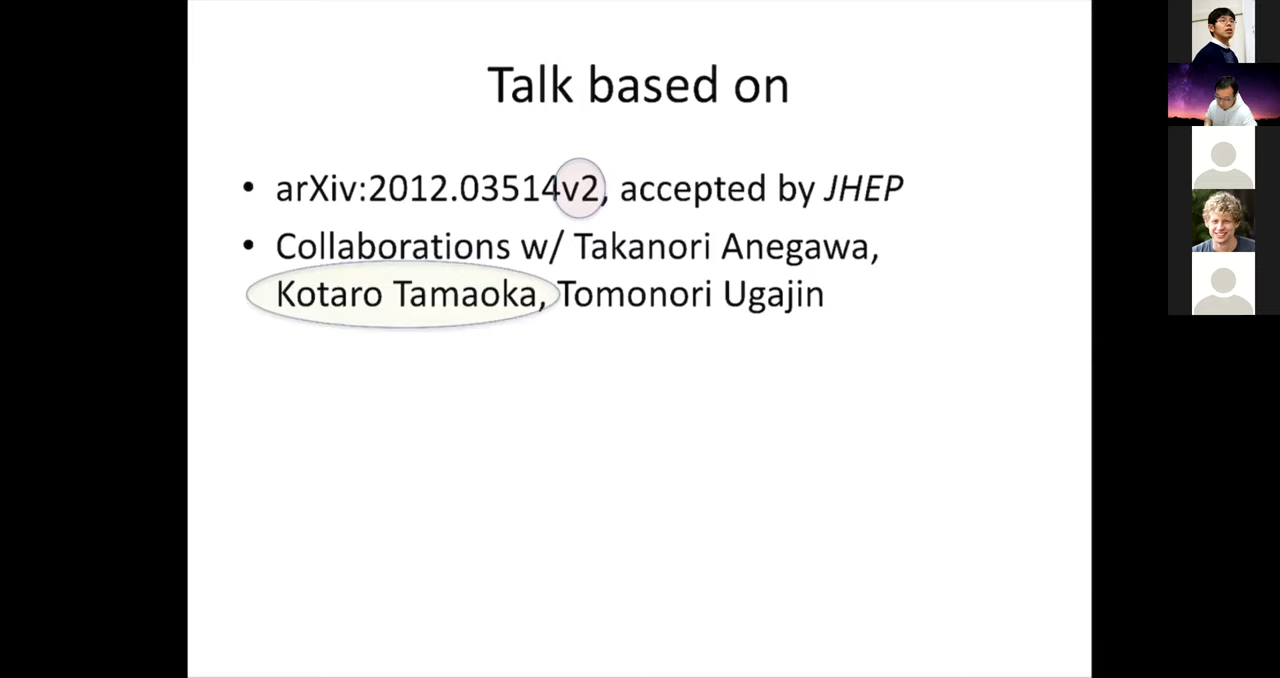 Talk based on
• arXiv:2012.03514v2, accepted by JHEP
• Collaborations w/ Takanori Anegawa,
Kotaro Tamaoka, Tomonori Ugajin